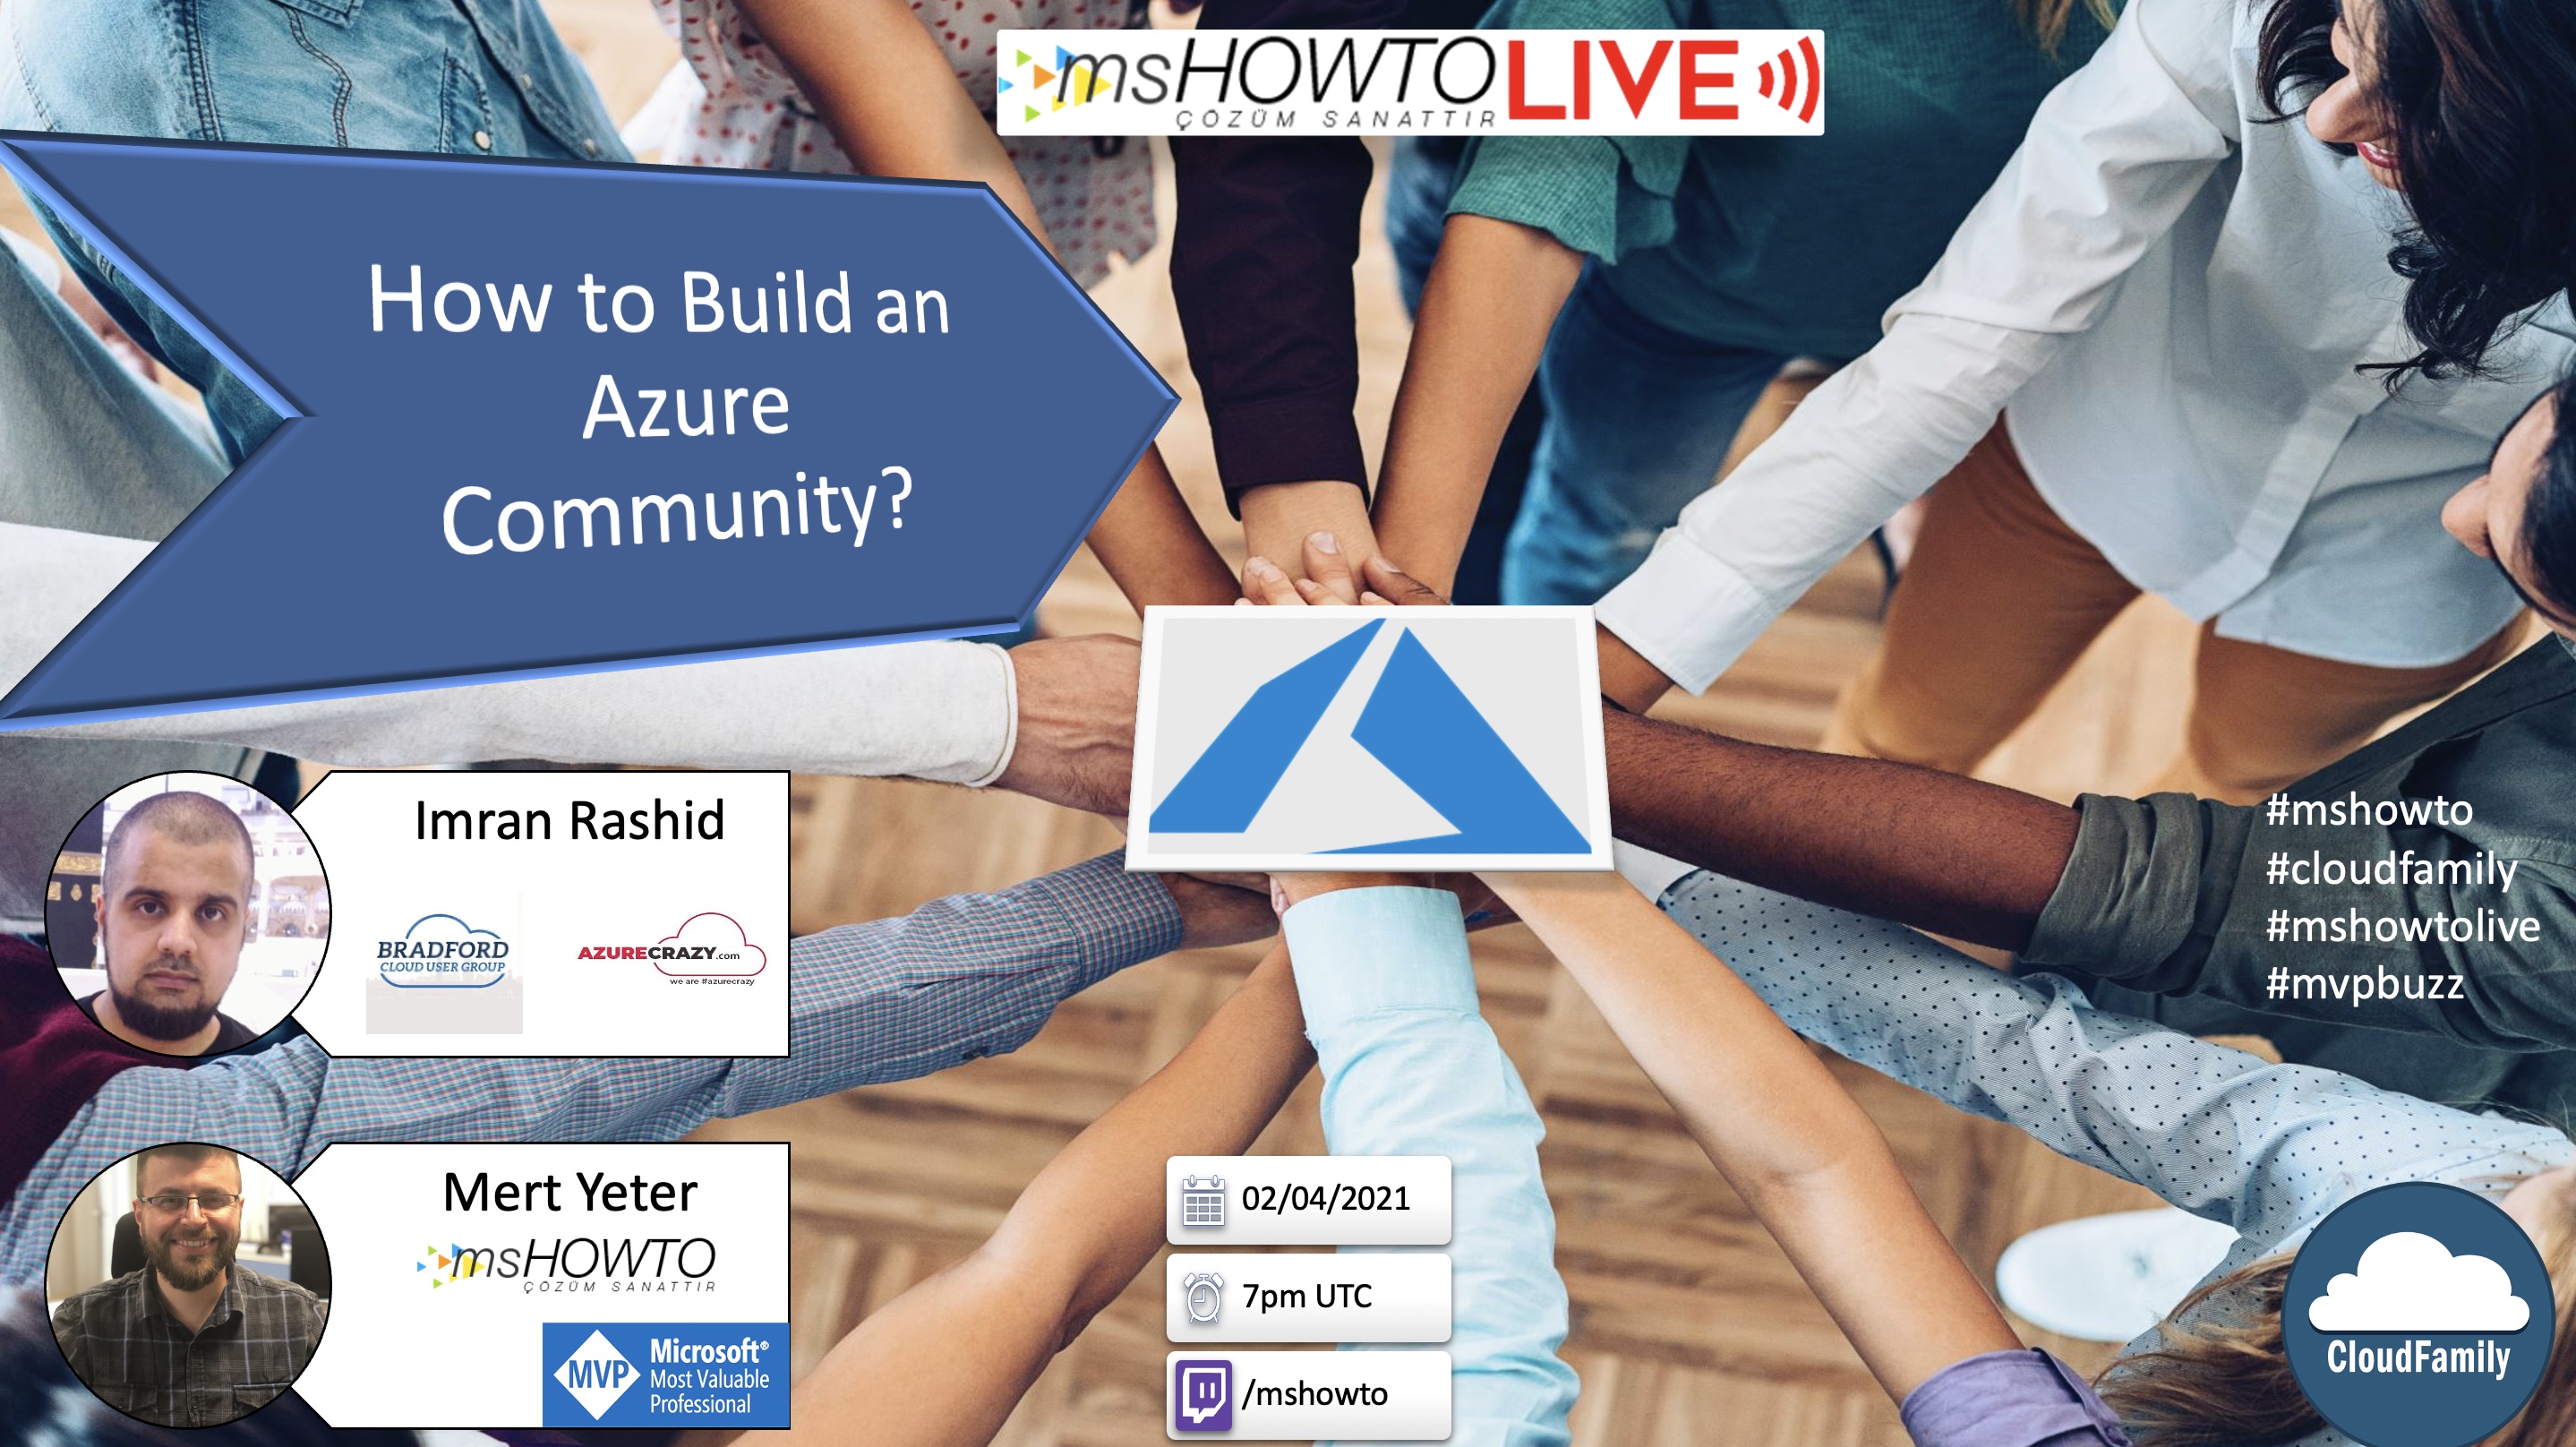 msHOWTO LIVE
ÇÖZÜM SANATTIR
How to Build an
Azure
Community?
Imran Rashid
BRADFORD
CLOUD USER GROUP
AZURECRAZY.com
we are #azurecrazy
#mshowto
#cloudfamily
#mshowtolive
#mvpbuzz
Mert Yeter
msHOWTO
ÇÖZÜM SANATTIR
MVP
Microsoft®
Most Valuable
Professional
02/04/2021
7pm UTC
/mshowto
CloudFamily